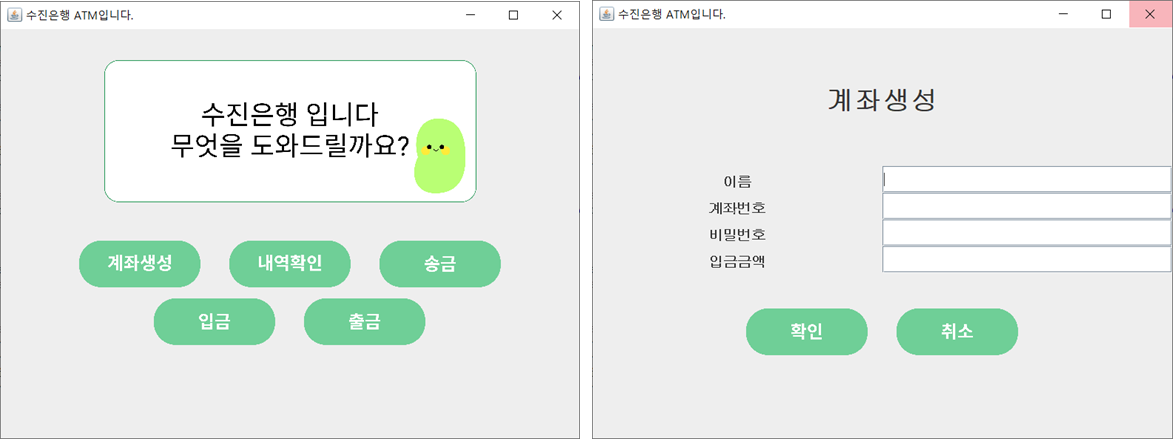 수진은행 ATM입니다.
수진은행 입니다
무엇을 도와드릴까요?
계좌생성 내역확인 송금
입금 출금
수진은행 ATM입니다.
계좌생성
이름
계좌번호
비밀번호
입금금액
확인 취소